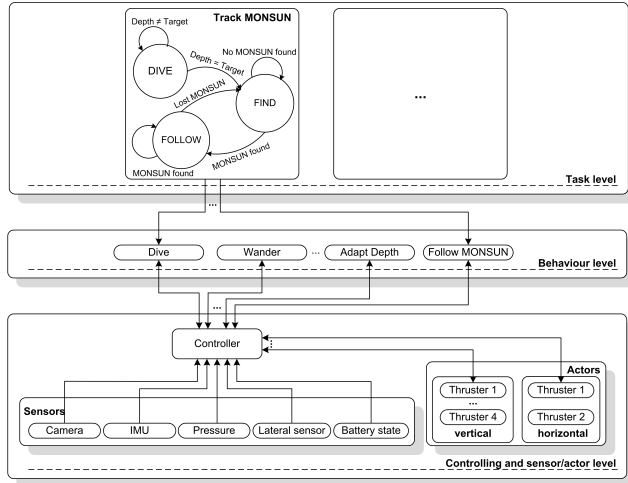 Track MONSUN
Depth ≠ Target
DIVE
Depth = Target
No MONSUN found
FIND
Lost MONSUN
FOLLOW
MONSUN found
MONSUN found
...
Task level
...
Dive
Wander
...
Adapt Depth
Follow MONSUN
Behaviour level
...
Controller
...
Sensors
Camera
IMU
Pressure
Lateral sensor
Battery state
Actors
Thruster 1
...
Thruster 4
vertical
Thruster 1
Thruster 2
horizontal
Controlling and sensor/actor level